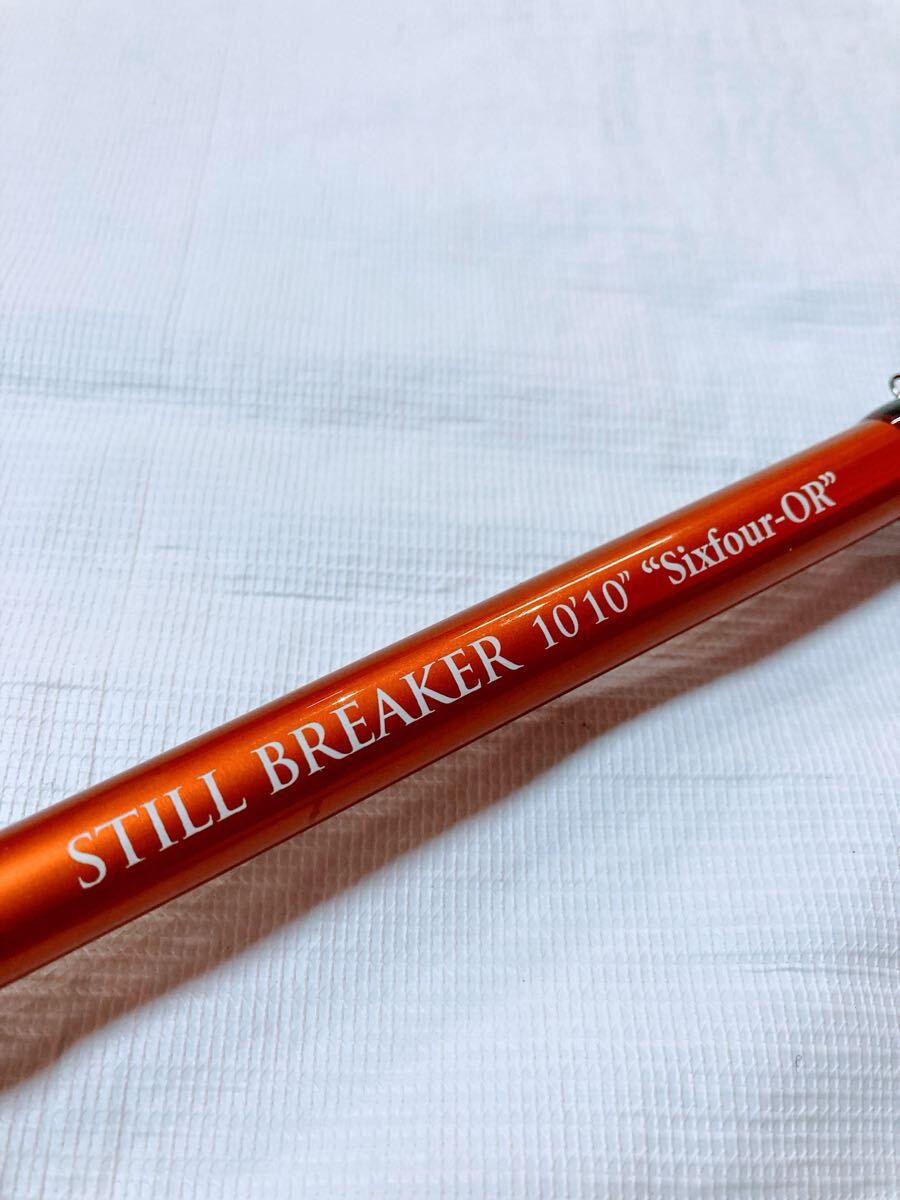 STILL BREAKER 10'10" “Sixfour-OR”